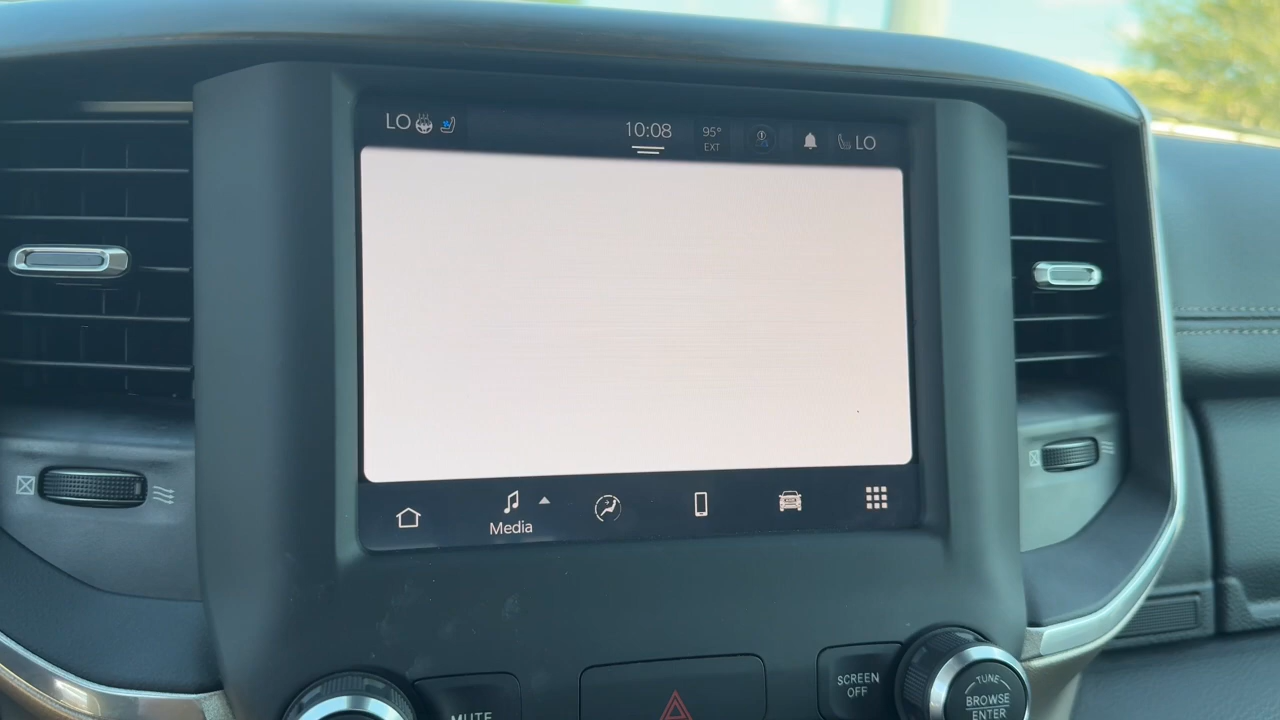 LO
10:08
95°
EXT
LO
Media
MUTE
SCREEN
OFF
TUNE
BROWSE
ENTER